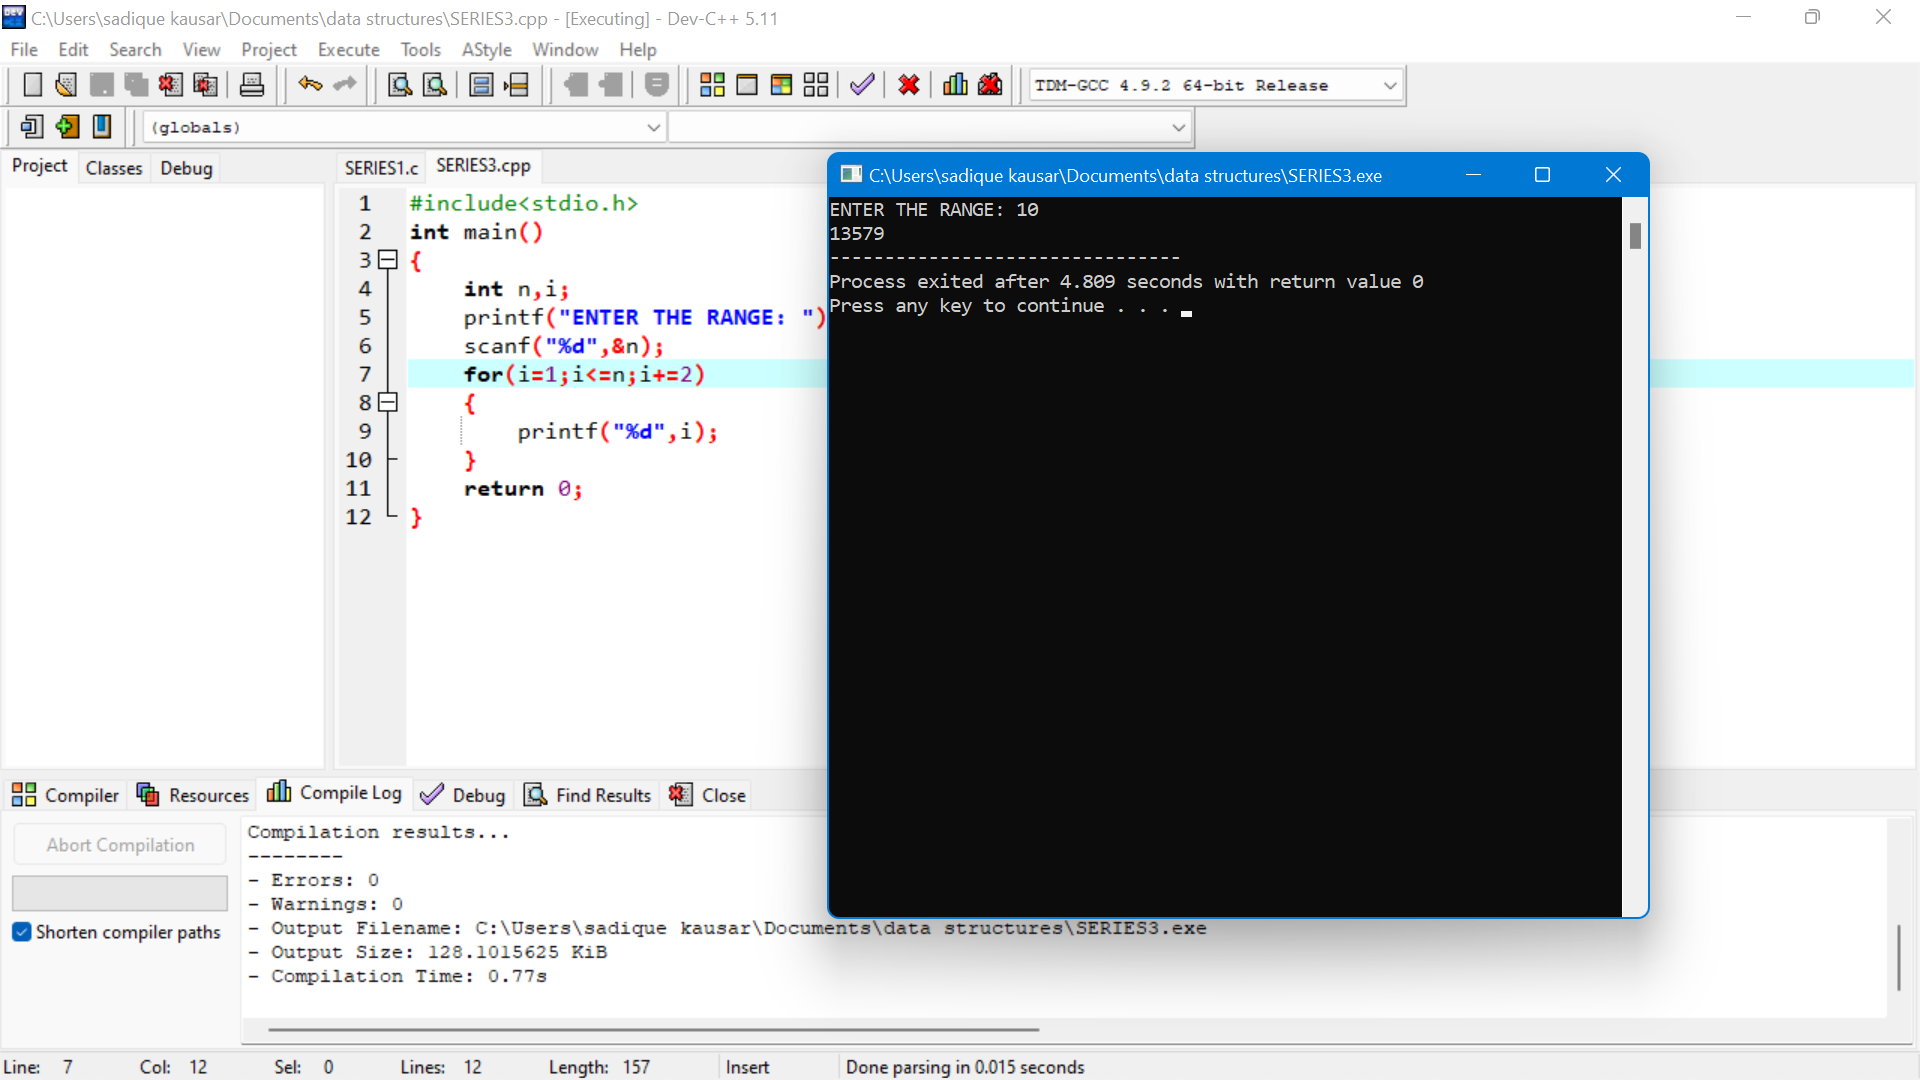 C:\Users\sadique kausar\Documents\data structures\SERIES3.cpp - [Executing] - Dev-C++ 5.11
File Edit Search View Project Execute Tools AStyle Window Help
TDM-GCC 4.9.2 64-bit Release
(globals)
Project Classes Debug
SERIES1.c SERIES3.cpp
1 #include<stdio.h>
2 int main()
3 {
4 int n,i;
5 printf("ENTER THE RANGE: ")
6 scanf("%d",&n);
7 for(i=1;i<=n;i+=2)
8 {
9 printf("%d",i);
10 }
11 return 0;
12 }
C:\Users\sadique kausar\Documents\data structures\SERIES3.exe
ENTER THE RANGE: 10
13579
--------------------------------
Process exited after 4.809 seconds with return value 0
Press any key to continue . . .
Compiler Resources Compile Log Debug Find Results Close
Abort Compilation
Shorten compiler paths
Compilation results...
--------
- Errors: 0
- Warnings: 0
- Output Filename: C:\Users\sadique kausar\Documents\data structures\SERIES3.exe
- Output Size: 128.1015625 KiB
- Compilation Time: 0.77s
Line: 7 Col: 12 Sel: 0 Lines: 12 Length: 157 Insert Done parsing in 0.015 seconds